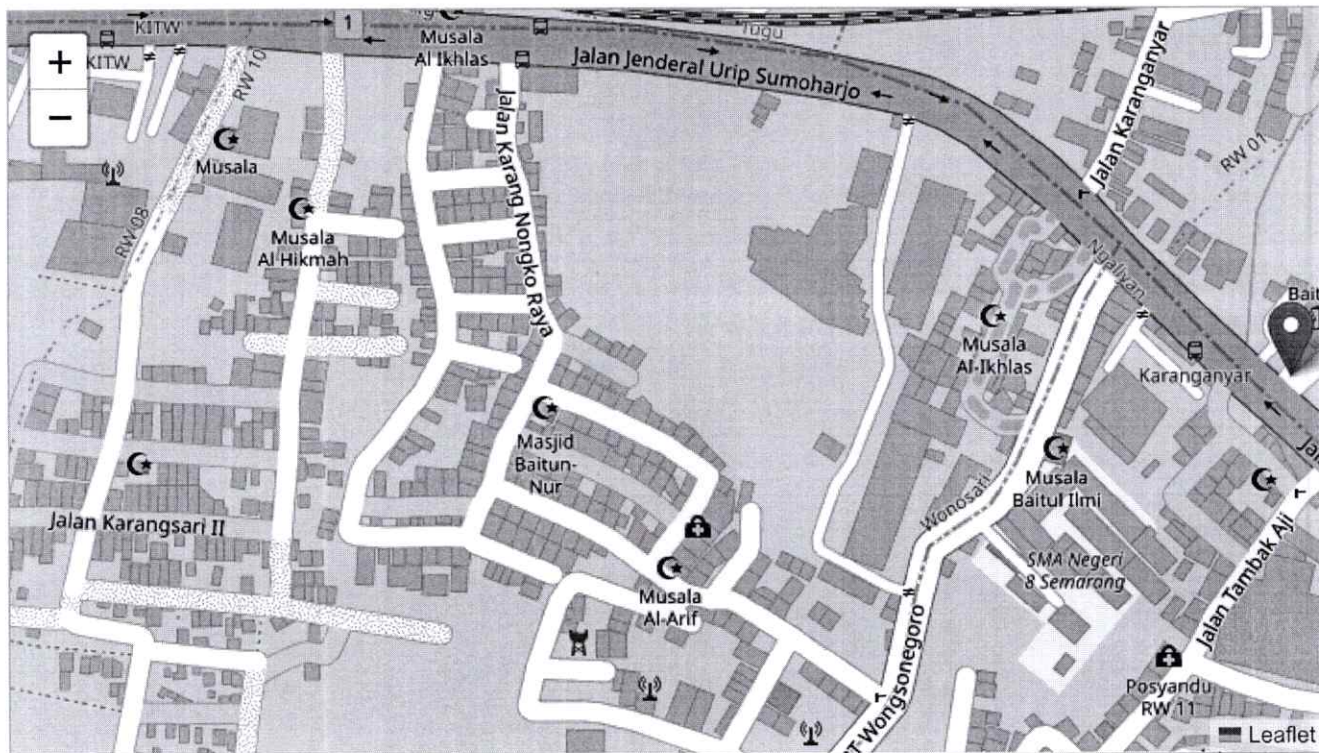 KITW
1
Tugu
+
KITW
−
Musala
Al Ikhlas
Jalan Jenderal Urip Sumoharjo
Jalan Karanganyar
RW 10
Jalan Karang Nongko Raya
RW 01
Musala
RW 08
Musala
Al Hikmah
Ngaliyan
Musala
Al-Ikhlas
Karanganyar
Masjid
Baitun-
Nur
Musala
Baitul Ilmi
Jalan Karangsari II
Wonosari
SMA Negeri
8 Semarang
Jalan Tambak Aji
Musala
Al-Arif
Wongsonegoro
Posyandu
RW 11
Leaflet